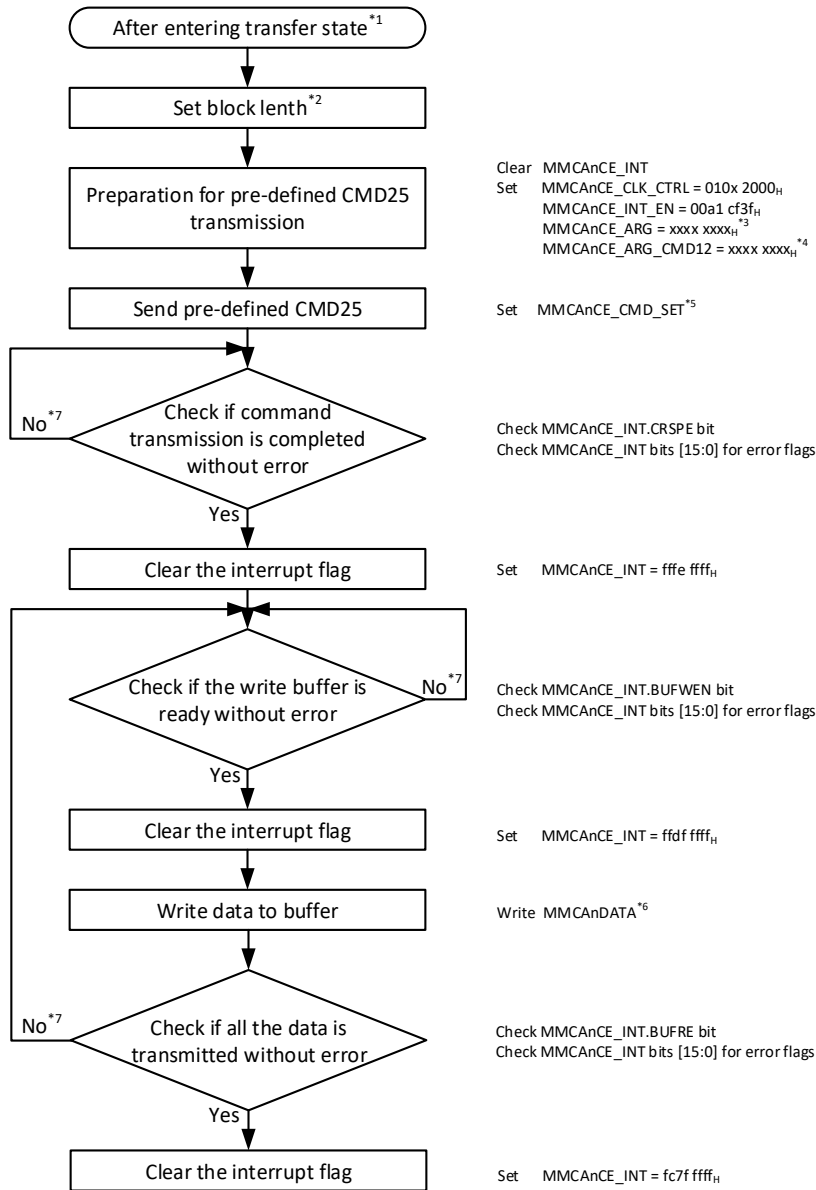 After entering transfer state*1
Set block lenth*2
Preparation for pre-defined CMD25
transmission
Clear MMCAnCE_INT
Set MMCAnCE_CLK_CTRL = 010x 2000H
MMCAnCE_INT_EN = 00a1 cf3fH
MMCAnCE_ARG = xxxx xxxxH*3
MMCAnCE_ARG_CMD12 = xxxx xxxxH*4
Send pre-defined CMD25
Set MMCAnCE_CMD_SET*5
No*7
Check if command
transmission is completed
without error
Check MMCAnCE_INT.CRSPE bit
Check MMCAnCE_INT bits [15:0] for error flags
Yes
Clear the interrupt flag
Set MMCAnCE_INT = fffe ffffH
Check if the write buffer is
ready without error
No*7
Check MMCAnCE_INT.BUFWEN bit
Check MMCAnCE_INT bits [15:0] for error flags
Yes
Clear the interrupt flag
Set MMCAnCE_INT = ffdf ffffH
Write data to buffer
Write MMCAnDATA*6
No*7
Check if all the data is
transmitted without error
Check MMCAnCE_INT.BUFRE bit
Check MMCAnCE_INT bits [15:0] for error flags
Yes
Clear the interrupt flag
Set MMCAnCE_INT = fc7f ffffH